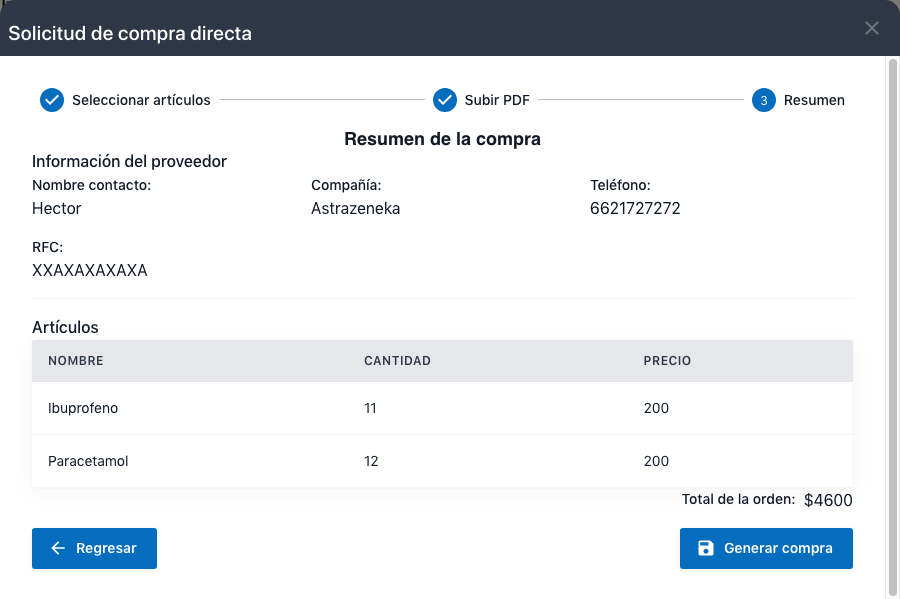 Solicitud de compra directa
Seleccionar artículos
Subir PDF
3 Resumen
Resumen de la compra
Información del proveedor
Nombre contacto: Compañía: Teléfono:
Hector Astrazeneka 6621727272
RFC:
XXAXAXAXAXA
Artículos
NOMBRE CANTIDAD PRECIO
Ibuprofeno 11 200
Paracetamol 12 200
Total de la orden: $4600
Regresar Generar compra